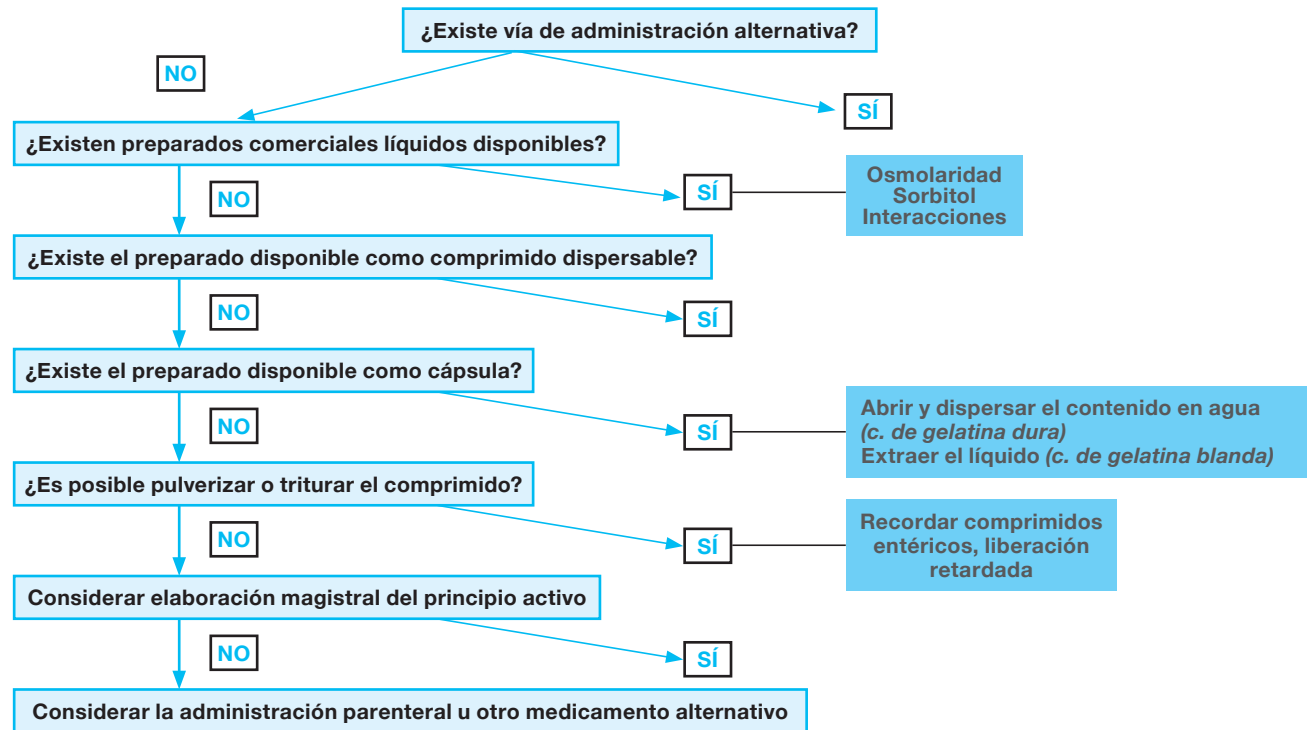 ¿Existe vía de administración alternativa?
NO
SÍ
¿Existen preparados comerciales líquidos disponibles?
NO
SÍ
Osmolaridad
Sorbitol
Interacciones
¿Existe el preparado disponible como comprimido dispersable?
NO
SÍ
¿Existe el preparado disponible como cápsula?
NO
SÍ
Abrir y dispersar el contenido en agua
(c. de gelatina dura)
Extraer el líquido (c. de gelatina blanda)
¿Es posible pulverizar o triturar el comprimido?
NO
SÍ
Recordar comprimidos
entéricos, liberación
retardada
Considerar elaboración magistral del principio activo
NO
SÍ
Considerar la administración parenteral u otro medicamento alternativo